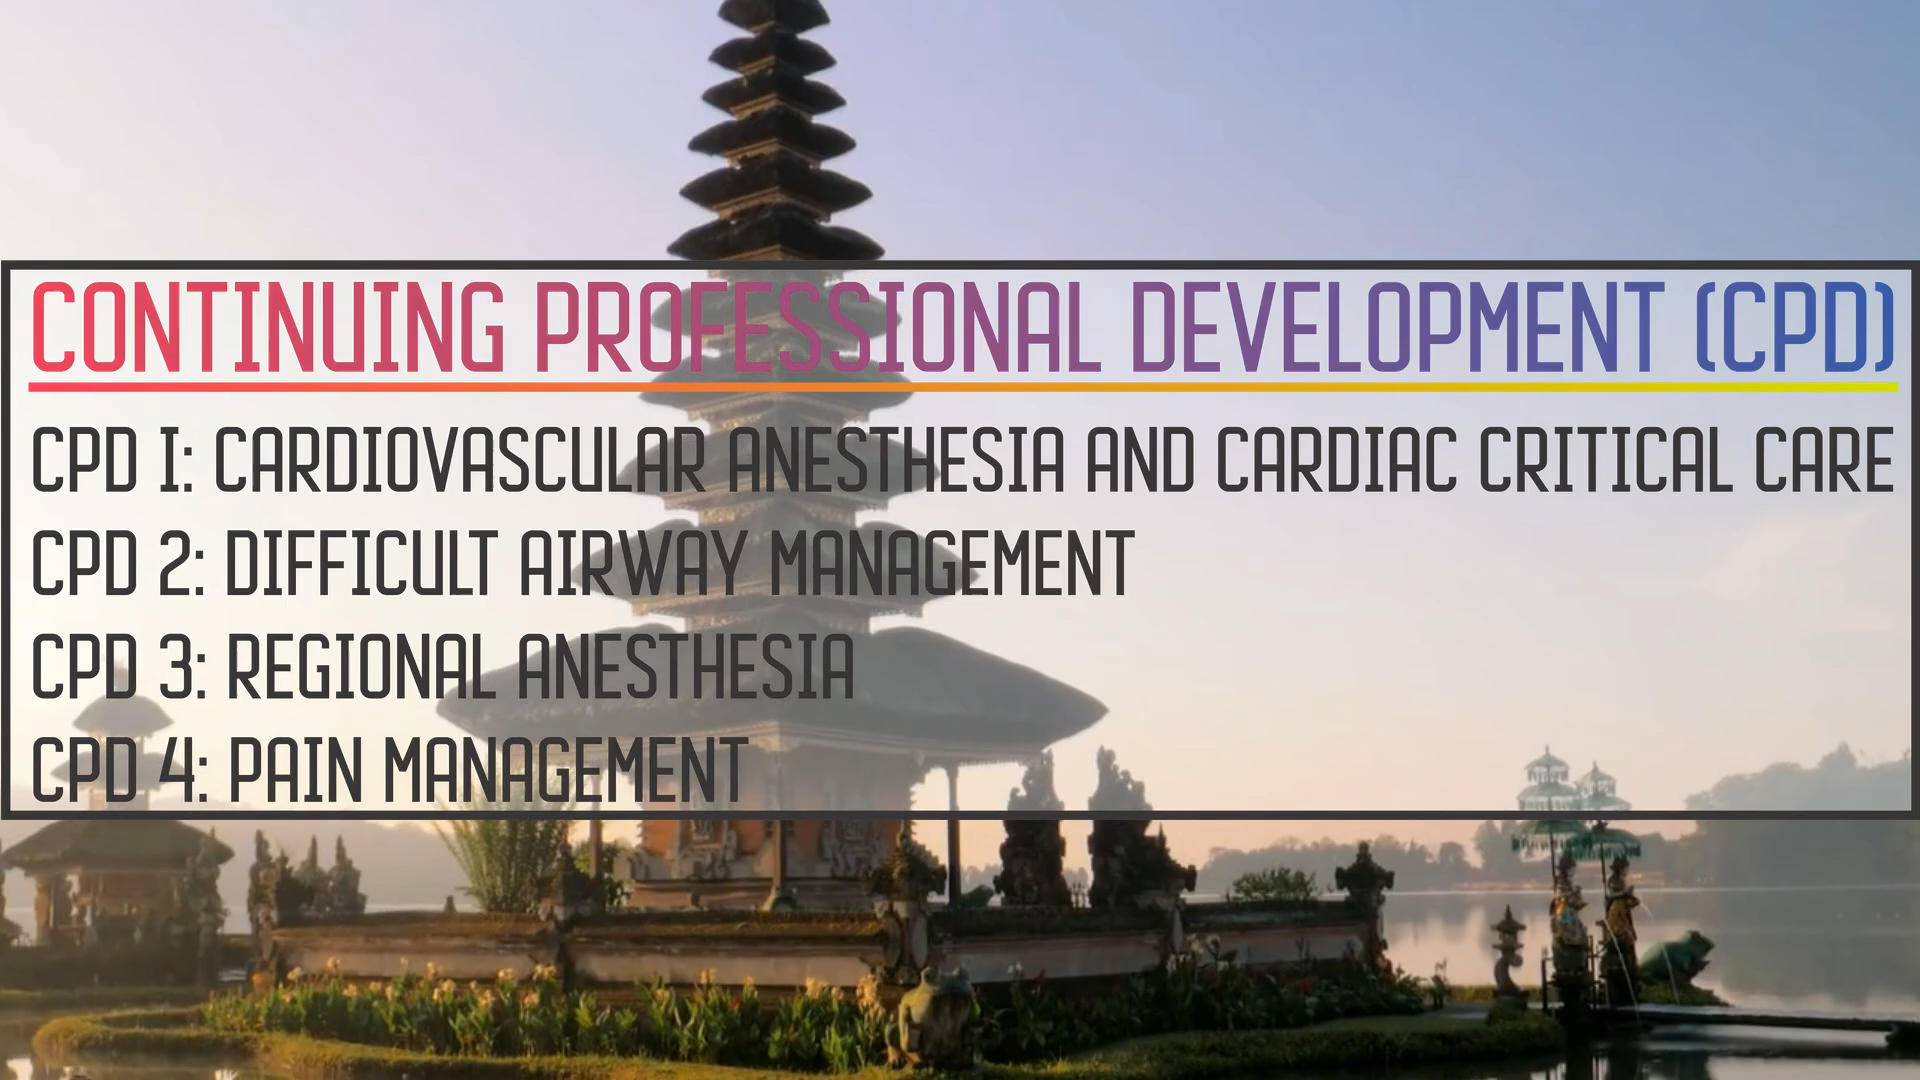 CONTINUING PROFESSIONAL DEVELOPMENT (CPD)
CPD I: CARDIOVASCULAR ANESTHESIA AND CARDIAC CRITICAL CARE
CPD 2: DIFFICULT AIRWAY MANAGEMENT
CPD 3: REGIONAL ANESTHESIA
CPD 4: PAIN MANAGEMENT